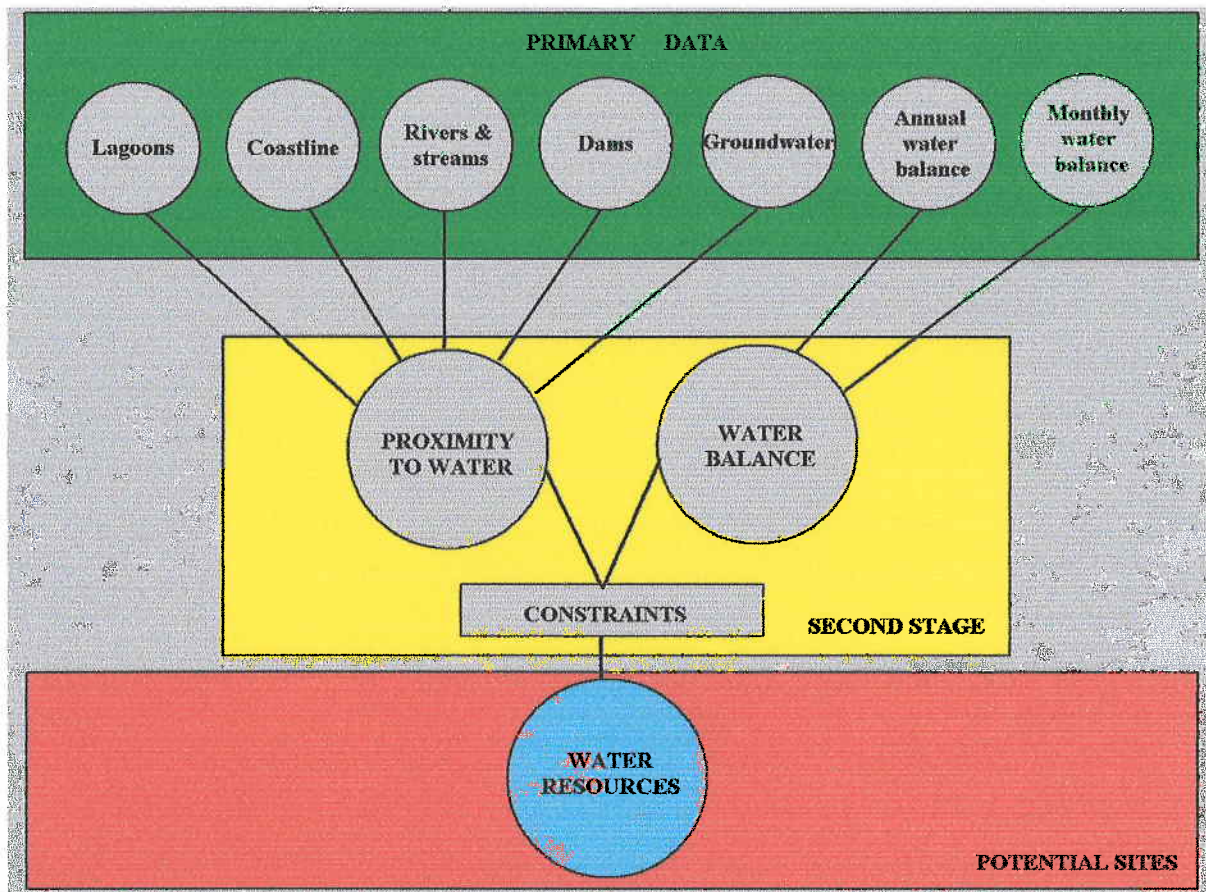 PRIMARY DATA
Lagoons
Coastline
Rivers &
streams
Dams
Groundwater
Annual
water
balance
Monthly
water
balance
PROXIMITY
TO WATER
WATER
BALANCE
CONSTRAINTS
SECOND STAGE
WATER
RESOURCES
POTENTIAL SITES